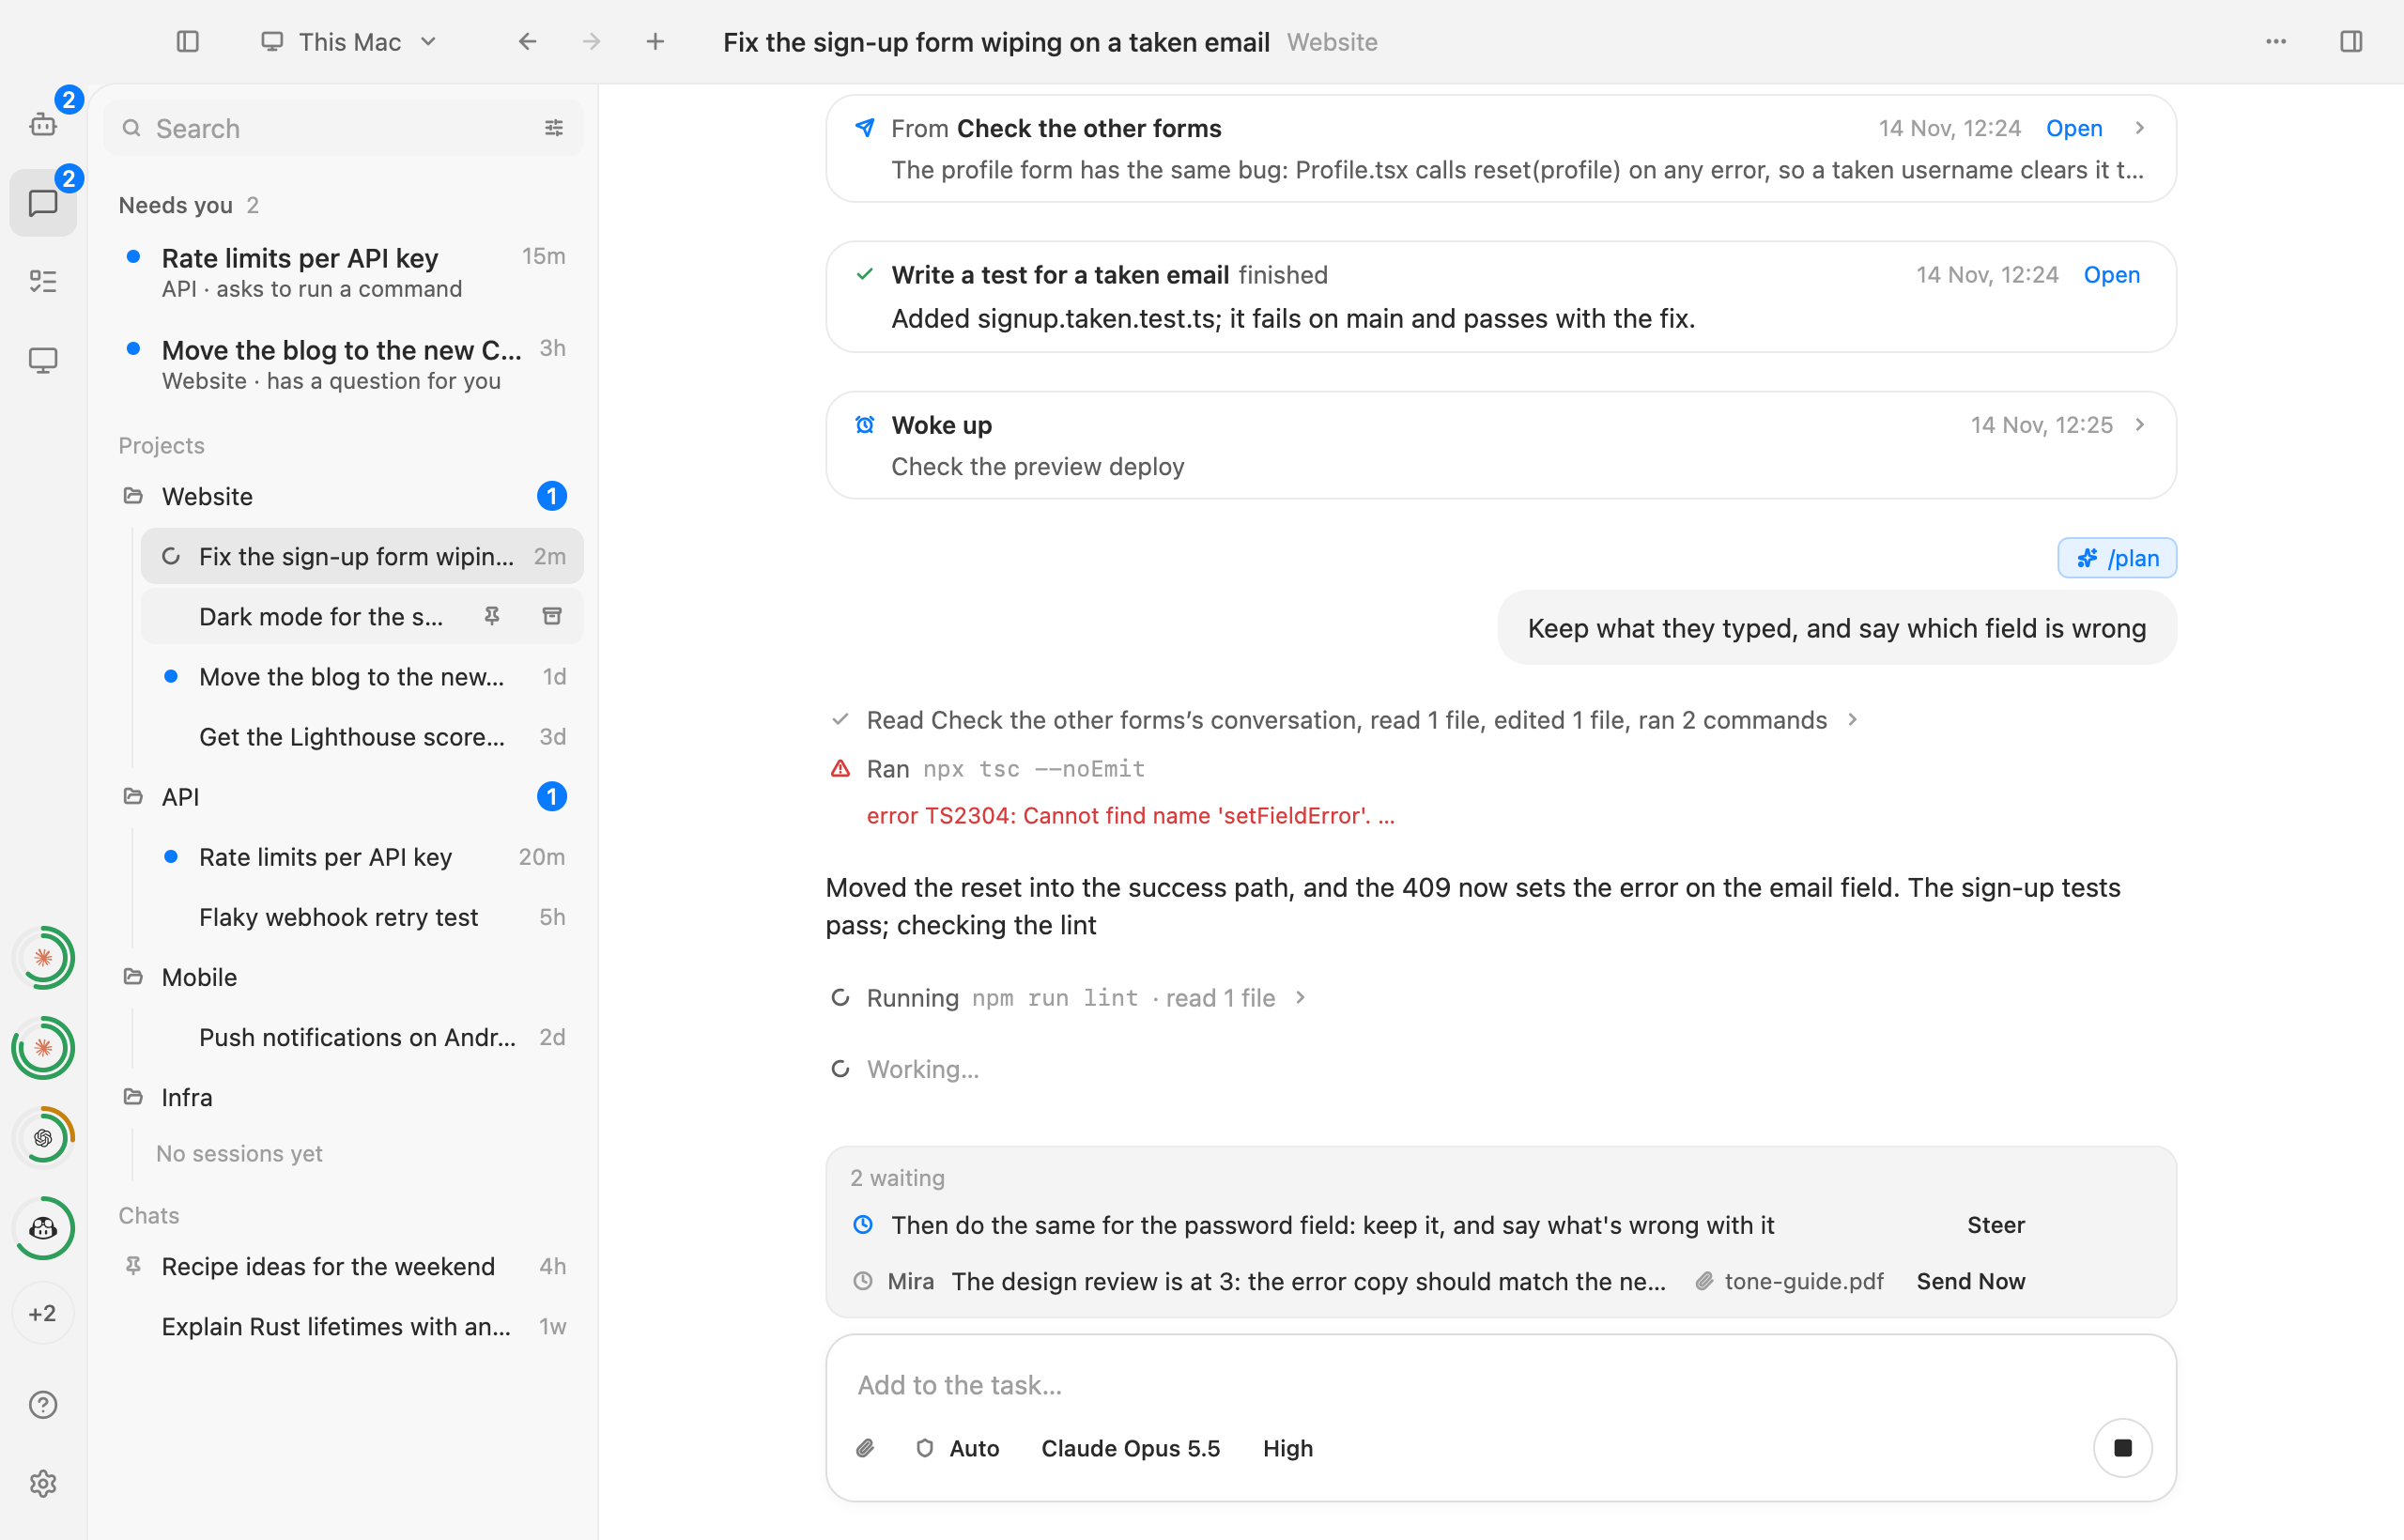 This Mac
Fix the sign-up form wiping on a taken email Website
2
2
Search
Needs you 2
Rate limits per API key 15m
API · asks to run a command
Move the blog to the new C... 3h
Website · has a question for you
Projects
Website 1
Fix the sign-up form wipin... 2m
Dark mode for the s...
Move the blog to the new... 1d
Get the Lighthouse score... 3d
API 1
Rate limits per API key 20m
Flaky webhook retry test 5h
Mobile
Push notifications on Andr... 2d
Infra
No sessions yet
Chats
Recipe ideas for the weekend 4h
Explain Rust lifetimes with an... 1w
+2
From Check the other forms 14 Nov, 12:24 Open
The profile form has the same bug: Profile.tsx calls reset(profile) on any error, so a taken username clears it t...
Write a test for a taken email finished 14 Nov, 12:24 Open
Added signup.taken.test.ts; it fails on main and passes with the fix.
Woke up 14 Nov, 12:25
Check the preview deploy
/plan
Keep what they typed, and say which field is wrong
Read Check the other forms’s conversation, read 1 file, edited 1 file, ran 2 commands
Ran npx tsc --noEmit
error TS2304: Cannot find name 'setFieldError'. ...
Moved the reset into the success path, and the 409 now sets the error on the email field. The sign-up tests
pass; checking the lint
Running npm run lint · read 1 file
Working...
2 waiting
Then do the same for the password field: keep it, and say what's wrong with it Steer
Mira The design review is at 3: the error copy should match the ne... tone-guide.pdf Send Now
Add to the task...
Auto Claude Opus 5.5 High